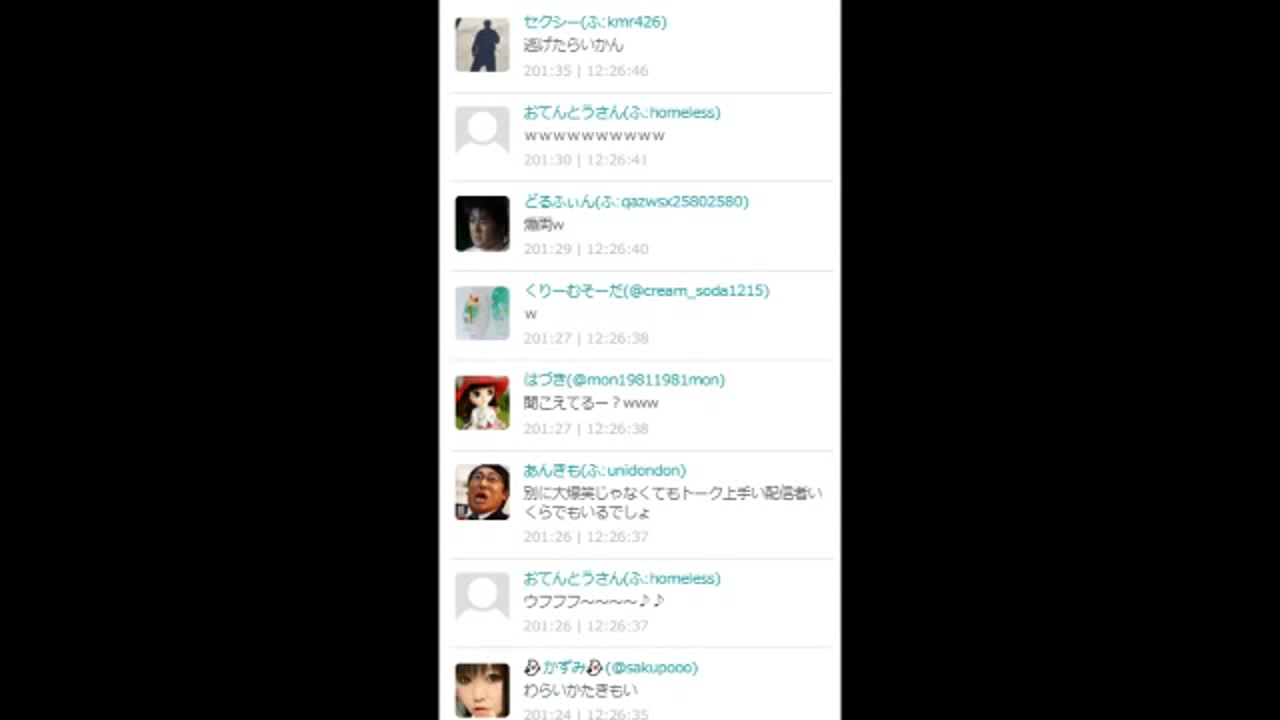 セクシー(ふ:kmr426)
逃げたらいかん
201:35 | 12:26:46
おてんとうさん(ふ:homeless)
ｗｗｗｗｗｗｗｗｗｗ
201:30 | 12:26:41
どるふぃん(ふ:qazwsx25802580)
201:29 | 12:26:40
くりーむそーだ(@cream_soda1215)
w
201:27 | 12:26:38
はづき(@mon19811981mon)
聞こえてるー？www
201:27 | 12:26:38
あんきも(ふ:unidondon)
別に大爆笑じゃなくてもトーク上手い配信者い
くらでもいるでしょ
201:26 | 12:26:37
おてんとうさん(ふ:homeless)
ウフフフ～～～～♪♪
201:26 | 12:26:37
かずみ(@sakupooo)
わらいかたきもい
201:24 | 12:26:35